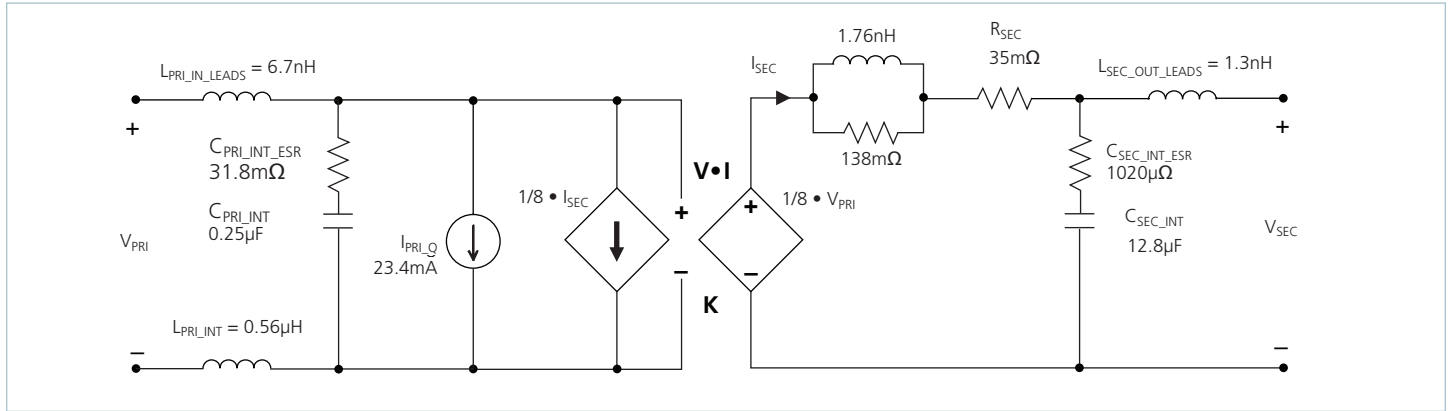 L_PRI_IN_LEADS = 6.7nH
+
C_PRI_INT_ESR
31.8mΩ
C_PRI_INT
0.25µF
V_PRI
L_PRI_INT = 0.56µH
–
I_PRI_Q
23.4mA
1/8 • I_SEC
V•I
+
–
K
+
–
1/8 • V_PRI
I_SEC
1.76nH
138mΩ
R_SEC
35mΩ
L_SEC_OUT_LEADS = 1.3nH
+
C_SEC_INT_ESR
1020µΩ
C_SEC_INT
12.8µF
V_SEC
–